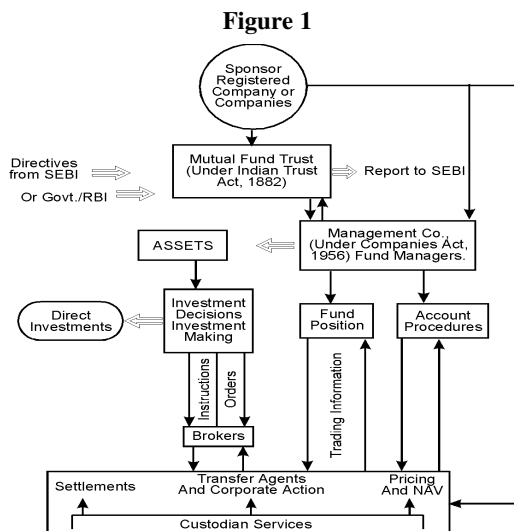 Figure 1
Sponsor
Registered
Company or
Companies
Directives
from SEBI
Or Govt./RBI
Mutual Fund Trust
(Under Indian Trust
Act, 1882)
Report to SEBI
Management Co.,
(Under Companies Act,
1956) Fund Managers.
ASSETS
Direct
Investments
Investment
Decisions
Investment
Making
Fund
Position
Account
Procedures
Instructions
Orders
Trading Information
Brokers
Settlements
Transfer Agents
And Corporate Action
Pricing
And NAV
Custodian Services